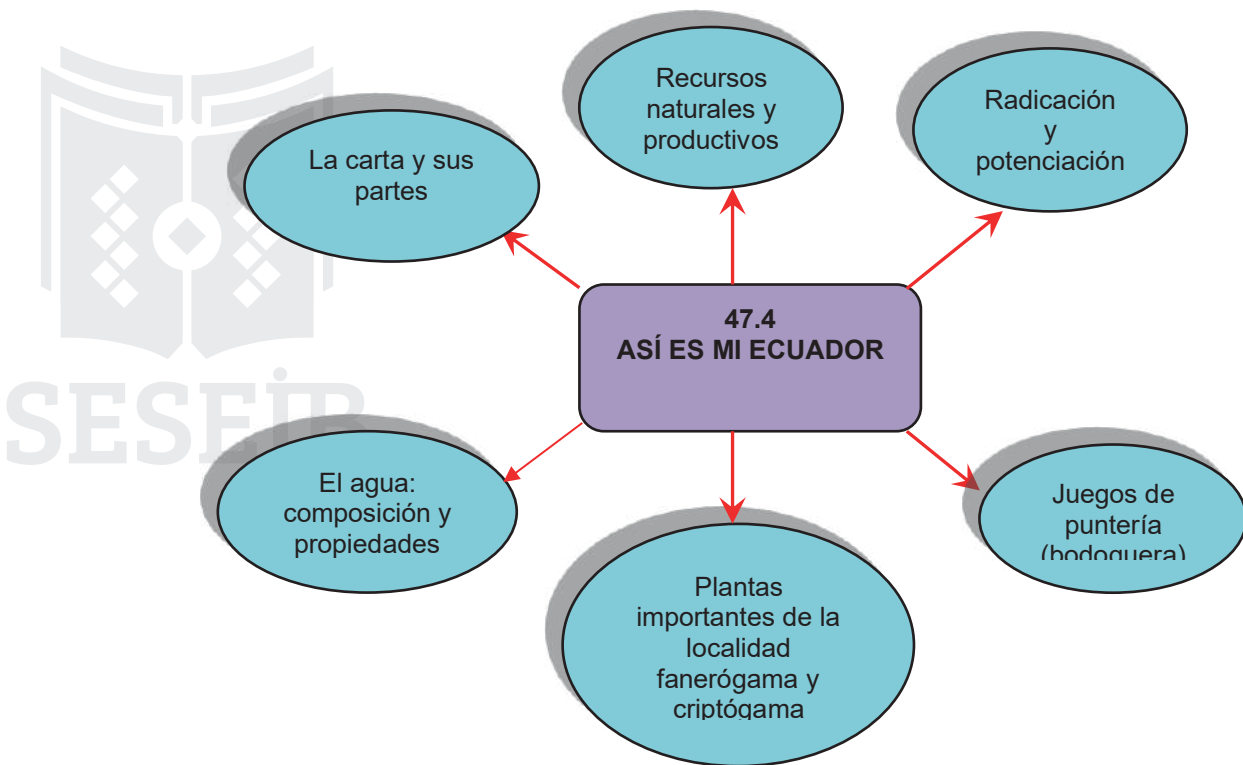 Recursos
naturales y
productivos
Radicación
y
potenciación
La carta y sus
partes
47.4
ASÍ ES MI ECUADOR
SESEIB
El agua:
composición y
propiedades
Juegos de
puntería
(bodoquera)
Plantas
importantes de la
localidad
fanerógama y
criptógama